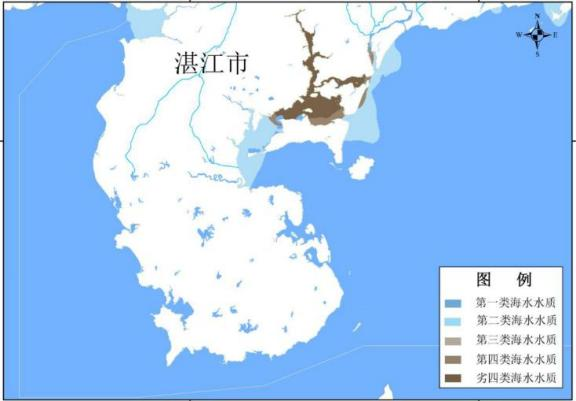 N
W E
S
湛江市
图 例
第一类海水水质
第二类海水水质
第三类海水水质
第四类海水水质
劣四类海水水质